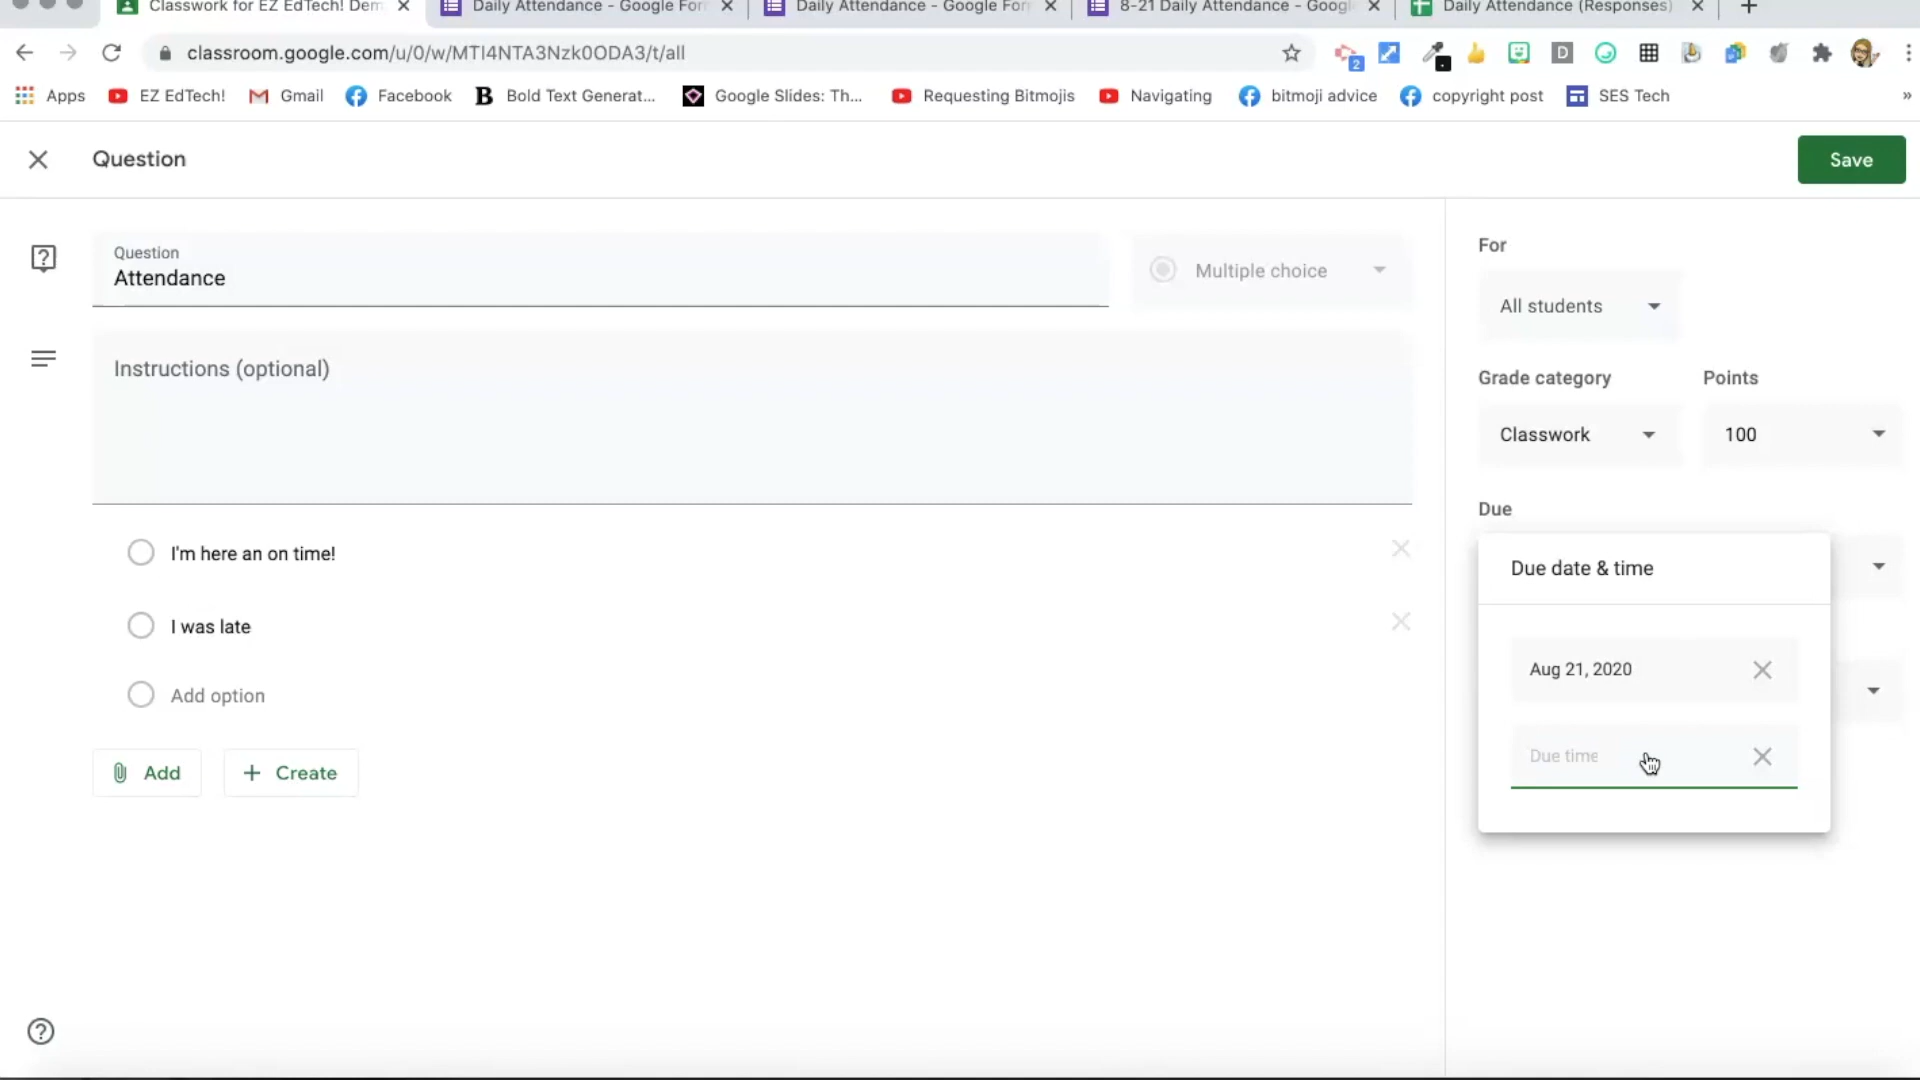 Classwork for EZ EdTech! Dem
Daily Attendance - Google For
Daily Attendance - Google For
8-21 Daily Attendance - Googl
Daily Attendance (Responses)
classroom.google.com/u/0/w/MTI4NTA3Nzk0ODA3/t/all
2
D
Apps
EZ EdTech!
Gmail
Facebook
B Bold Text Generat...
Google Slides: Th...
Requesting Bitmojis
Navigating
bitmoji advice
copyright post
SES Tech
»
Question
Save
Question
Attendance
Multiple choice
Instructions (optional)
I'm here an on time!
I was late
Add option
Add
Create
For
All students
Grade category
Points
Classwork
100
Due
Due date & time
Aug 21, 2020
Due time